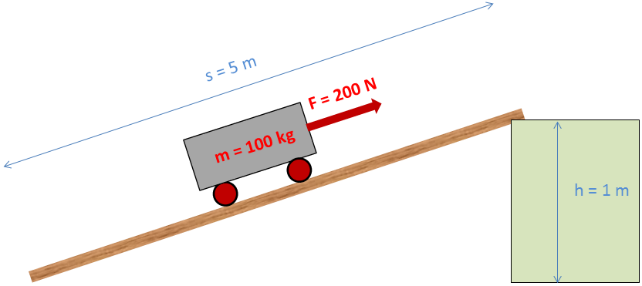 s = 5 m
F = 200 N
m = 100 kg
h = 1 m